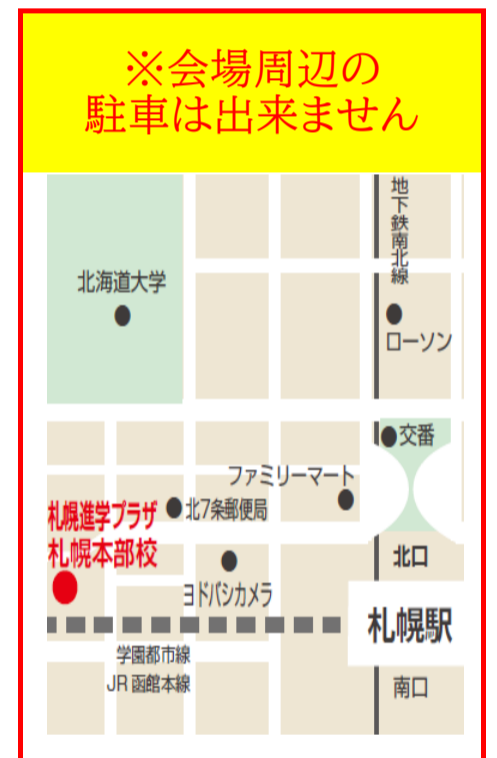 ※会場周辺の
駐車は出来ません
地下鉄南北線
北海道大学
ローソン
交番
ファミリーマート
札幌進学プラザ
札幌本部校
北7条郵便局
北口
ヨドバシカメラ
札幌駅
学園都市線
JR 函館本線
南口